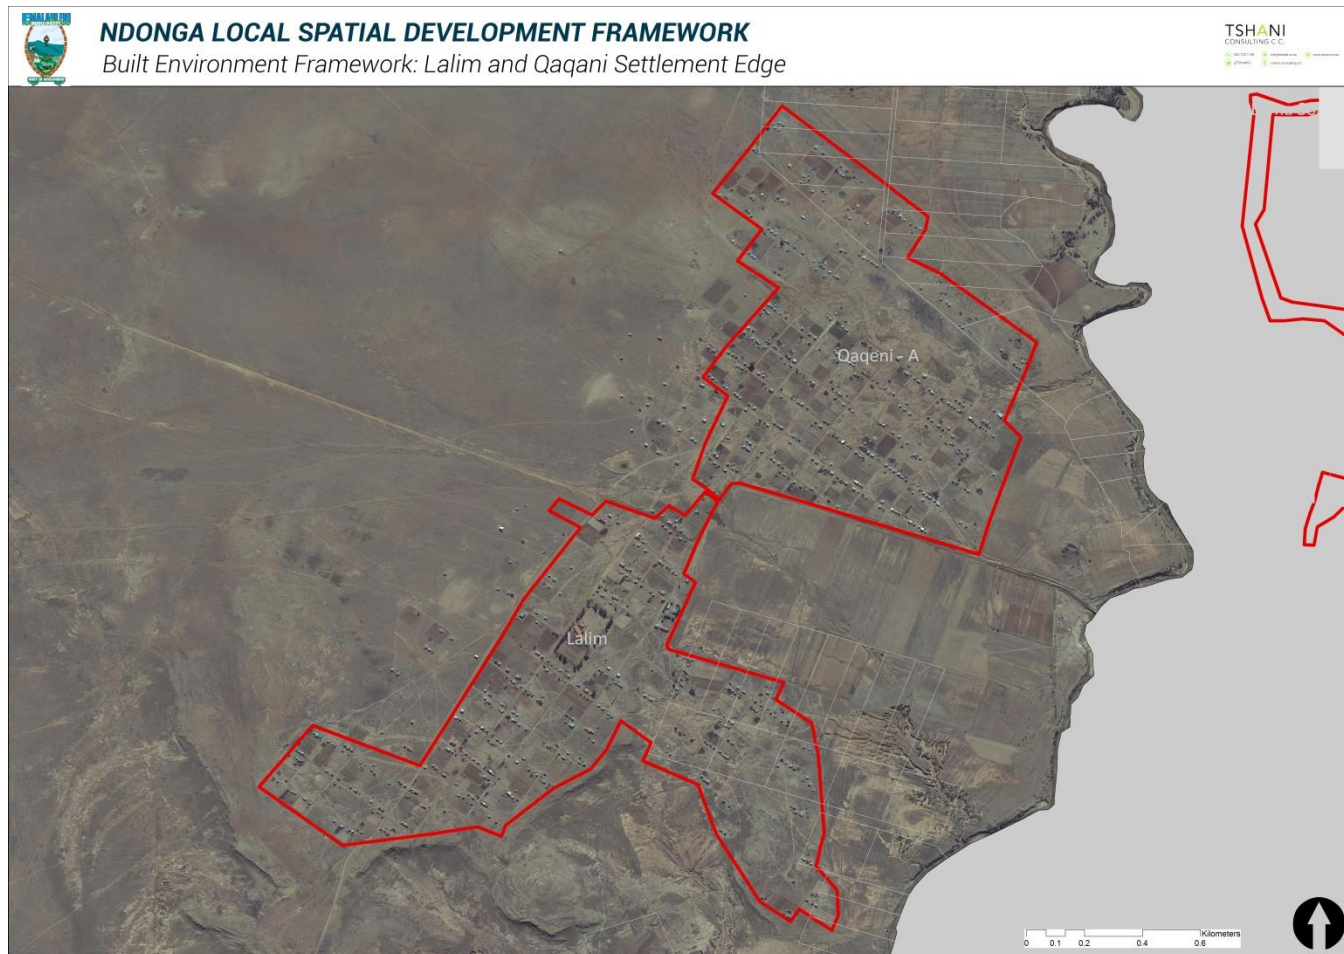 NDONGA LOCAL SPATIAL DEVELOPMENT FRAMEWORK
Built Environment Framework: Lalim and Qaqani Settlement Edge
TSHANI
CONSULTING C.C.
Qaqeni - A
Lalim
Kilometers
0 0.1 0.2 0.4 0.6